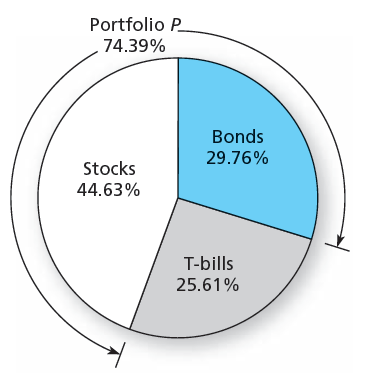 Portfolio P
74.39%
Bonds
29.76%
Stocks
44.63%
T-bills
25.61%